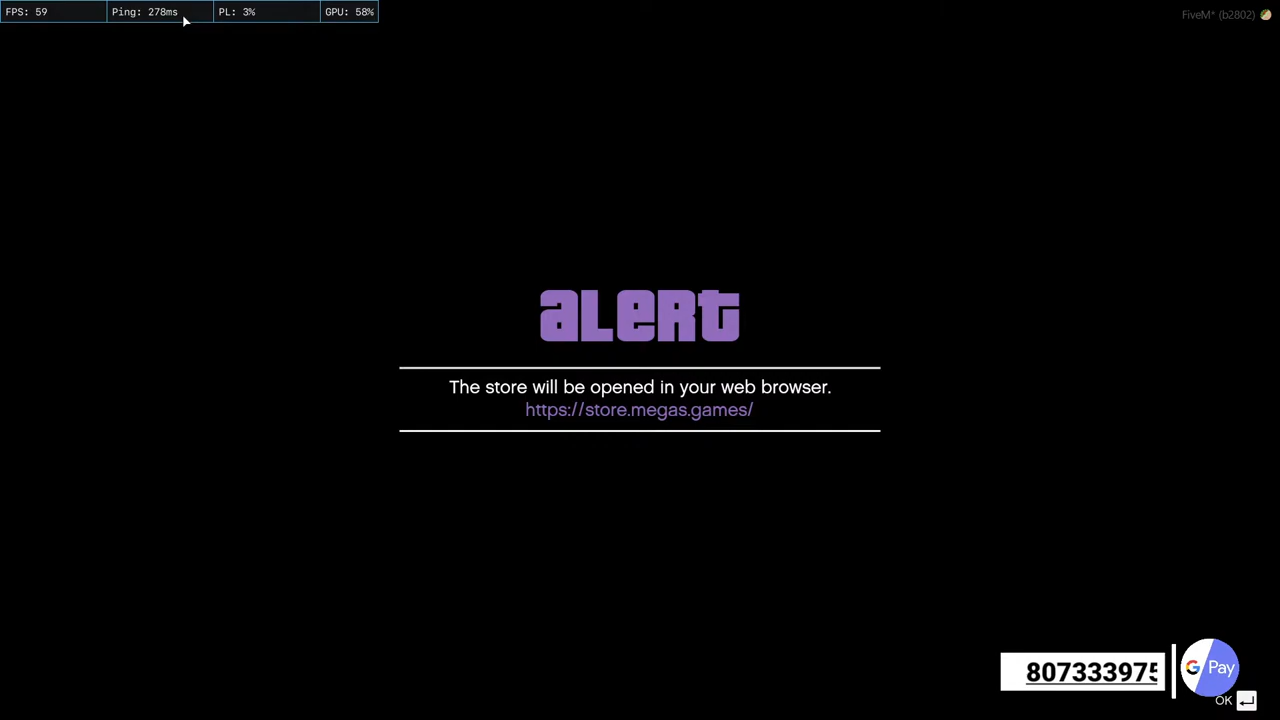 FPS: 59 Ping: 278ms PL: 3% GPU: 58%
FiveM* (b2802)
alert
The store will be opened in your web browser.
https://store.megas.games/
807333975
G Pay
OK